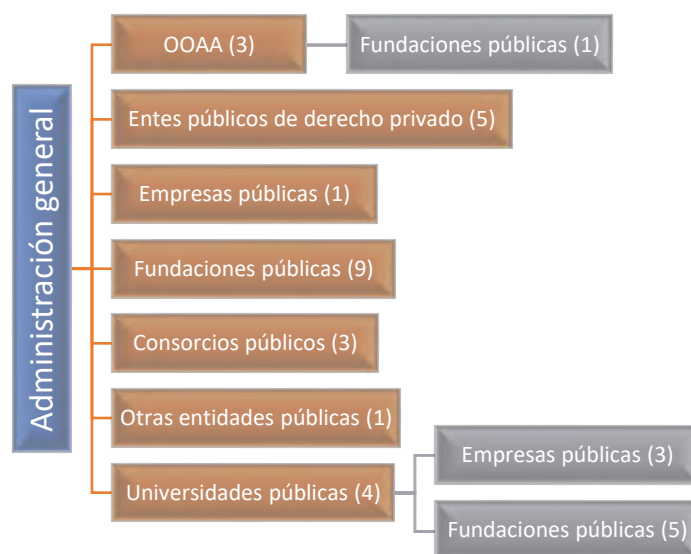 Administración general
OOAA (3)
Fundaciones públicas (1)
Entes públicos de derecho privado (5)
Empresas públicas (1)
Fundaciones públicas (9)
Consorcios públicos (3)
Otras entidades públicas (1)
Universidades públicas (4)
Empresas públicas (3)
Fundaciones públicas (5)